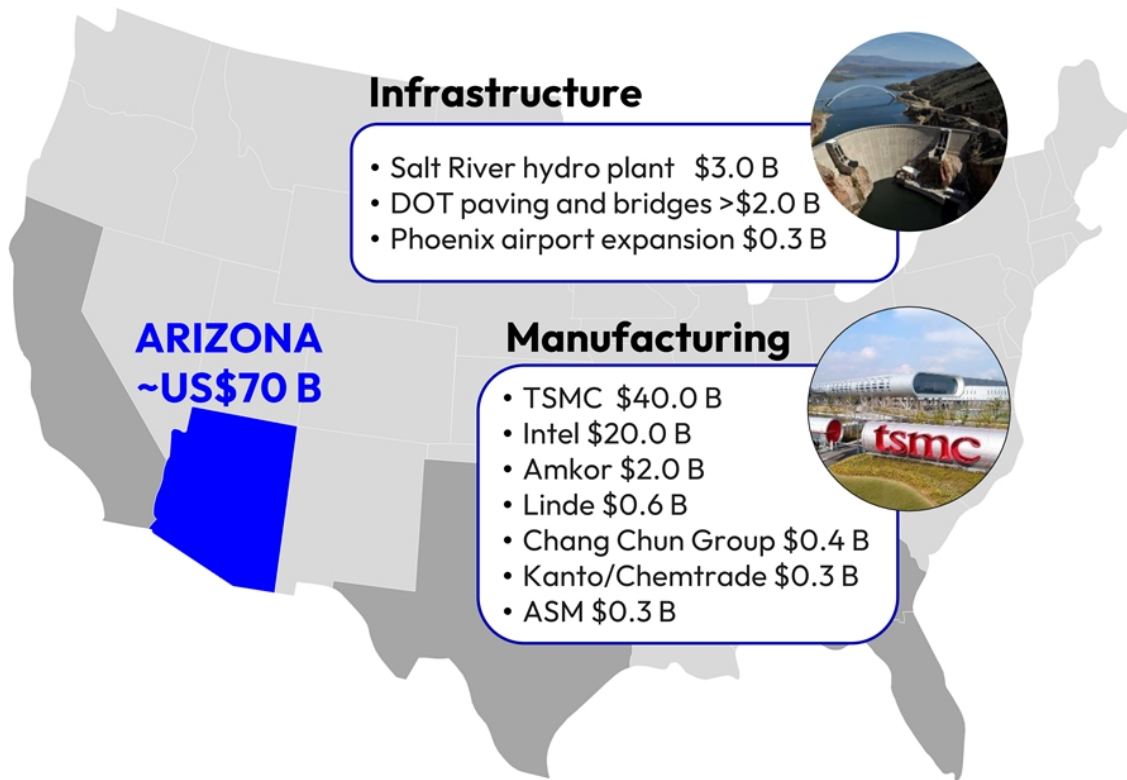 Infrastructure
• Salt River hydro plant $3.0 B
• DOT paving and bridges >$2.0 B
• Phoenix airport expansion $0.3 B
ARIZONA
~US$70 B
Manufacturing
• TSMC $40.0 B
• Intel $20.0 B
• Amkor $2.0 B
• Linde $0.6 B
• Chang Chun Group $0.4 B
• Kanto/Chemtrade $0.3 B
• ASM $0.3 B
tsmc